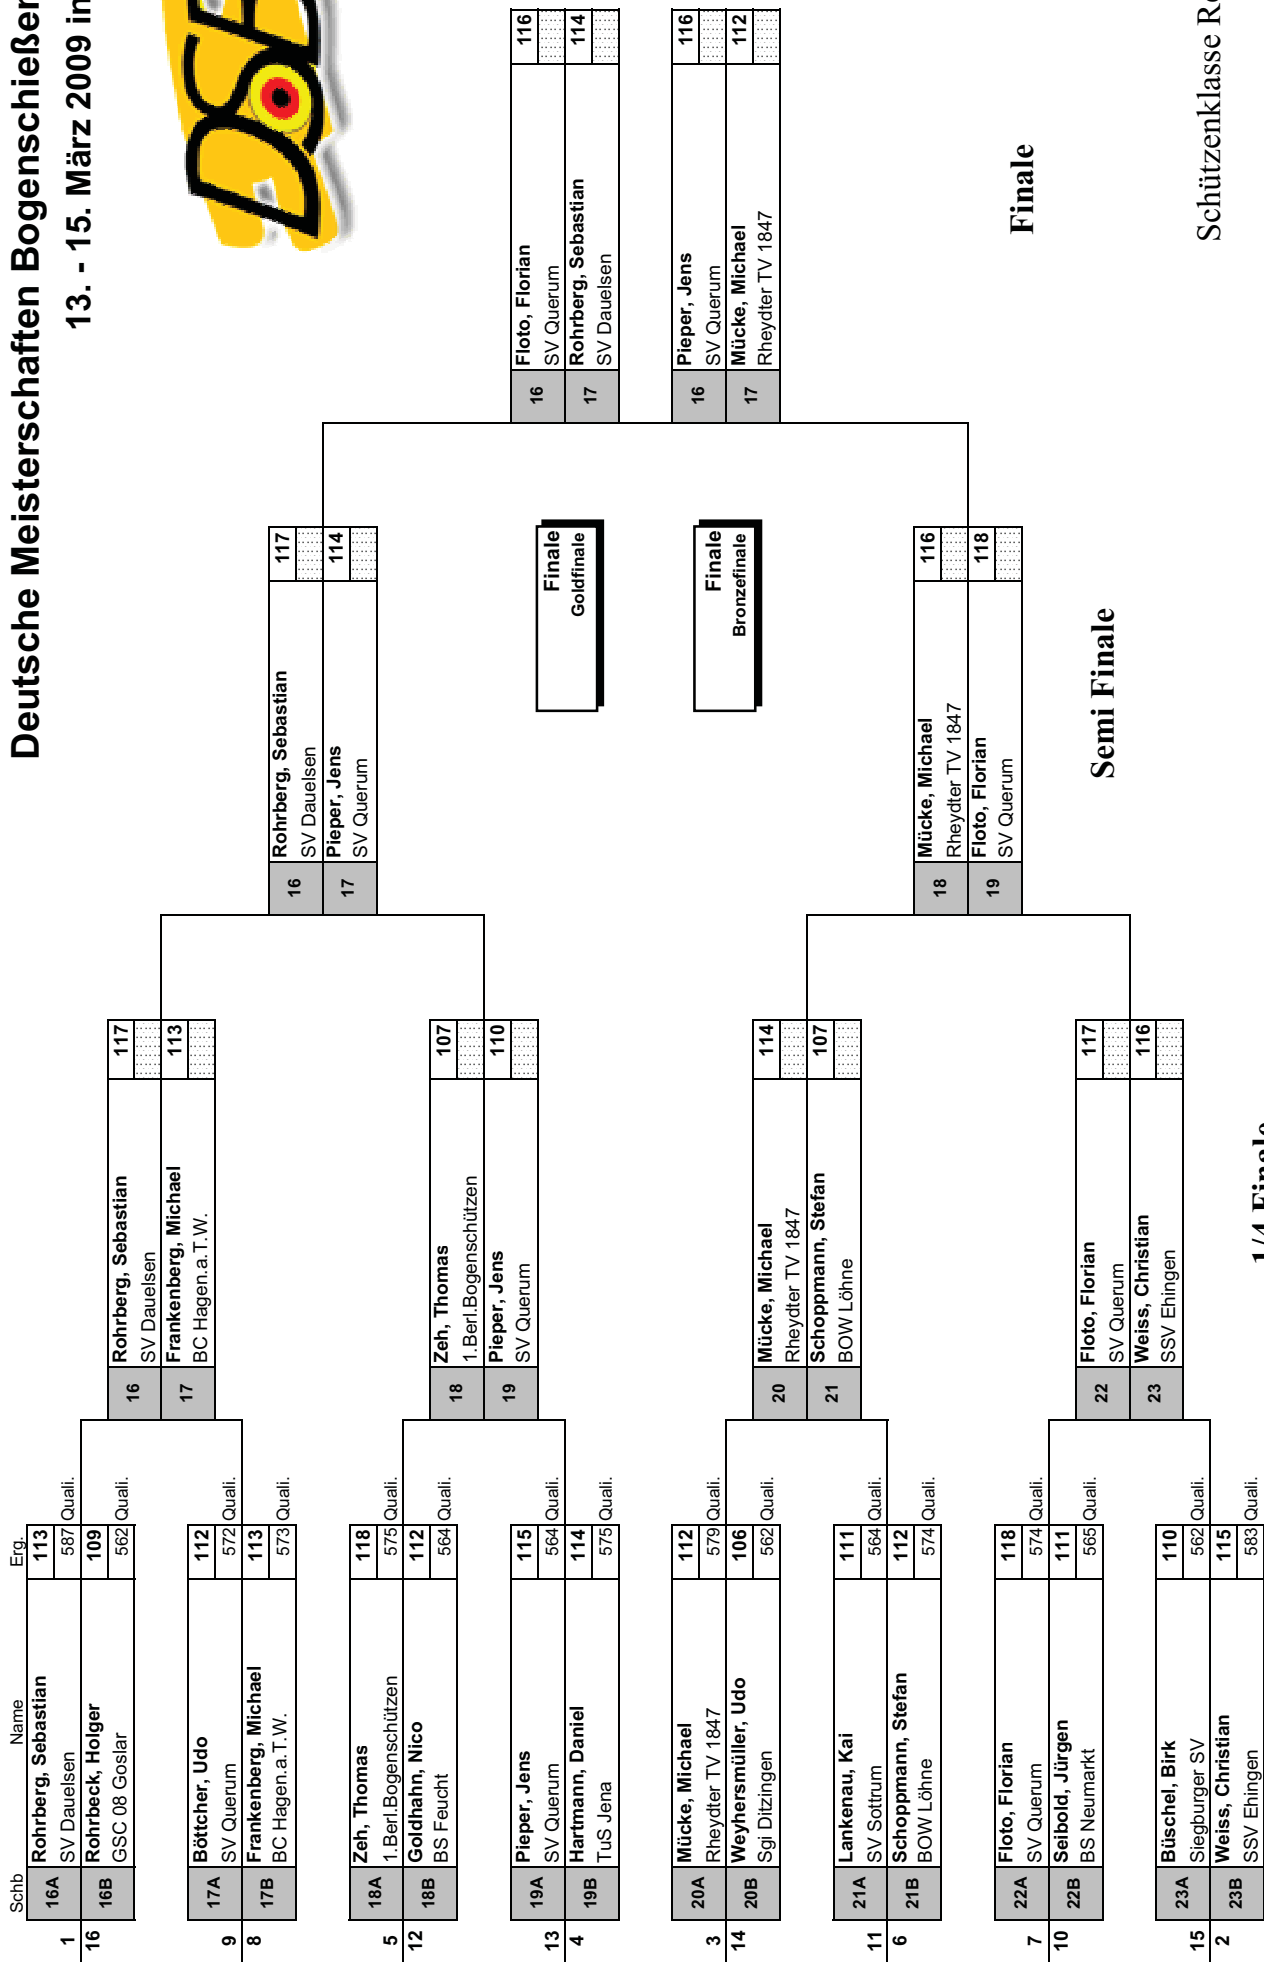 Deutsche Meisterschaften Bogenschießen
13. - 15. März 2009 in
DSB
Schb Name Erg.
1 16A Rohrberg, Sebastian 113
SV Dauelsen 587 Quali.
16 16B Rohrbeck, Holger 109
GSC 08 Goslar 562 Quali.
9 17A Böttcher, Udo 112
SV Querum 572 Quali.
8 17B Frankenberg, Michael 113
BC Hagen.a.T.W. 573 Quali.
5 18A Zeh, Thomas 118
1.Berl.Bogenschützen 575 Quali.
12 18B Goldhahn, Nico 112
BS Feucht 564 Quali.
13 19A Pieper, Jens 115
SV Querum 564 Quali.
4 19B Hartmann, Daniel 114
TuS Jena 575 Quali.
3 20A Mücke, Michael 112
Rheydter TV 1847 579 Quali.
14 20B Weyhersmüller, Udo 106
Sgi Ditzingen 562 Quali.
11 21A Lankenau, Kai 111
SV Sottrum 564 Quali.
6 21B Schoppmann, Stefan 112
BOW Löhne 574 Quali.
7 22A Floto, Florian 118
SV Querum 574 Quali.
10 22B Seibold, Jürgen 111
BS Neumarkt 565 Quali.
15 23A Büschel, Birk 110
Siegburger SV 562 Quali.
2 23B Weiss, Christian 115
SSV Ehingen 583 Quali.
16 Rohrberg, Sebastian 117
SV Dauelsen
17 Frankenberg, Michael 113
BC Hagen.a.T.W.
18 Zeh, Thomas 107
1.Berl.Bogenschützen
19 Pieper, Jens 110
SV Querum
20 Mücke, Michael 114
Rheydter TV 1847
21 Schoppmann, Stefan 107
BOW Löhne
22 Floto, Florian 117
SV Querum
23 Weiss, Christian 116
SSV Ehingen
1/4 Finale
16 Rohrberg, Sebastian 117
SV Dauelsen
17 Pieper, Jens 114
SV Querum
18 Mücke, Michael 116
Rheydter TV 1847
19 Floto, Florian 118
SV Querum
Semi Finale
Finale
Goldfinale
Finale
Bronzefinale
16 Floto, Florian 116
SV Querum
17 Rohrberg, Sebastian 114
SV Dauelsen
16 Pieper, Jens 116
SV Querum
17 Mücke, Michael 112
Rheydter TV 1847
Finale
Schützenklasse